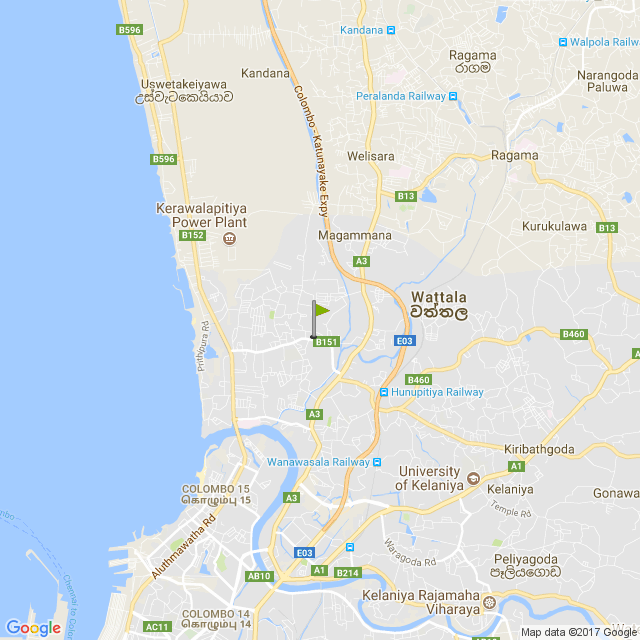 B596
Kandana
Walpola Railway
Kandana
Ragama
රාගම
Narangoda
Paluwa
Uswetakeiyawa
උස්වැටකෙයියාව
Peralanda Railway
Colombo - Katunayake Expy
B596
Welisara
Ragama
B13
Kerawalapitiya
Power Plant
B152
Magammana
Kurukulawa
B13
A3
Wattala
වත්තල
Prithipura Rd
B151
E03
B460
B460
Hunupitiya Railway
A3
Kiribathgoda
Wanawasala Railway
A1
University
of Kelaniya
Kelaniya
Gonawa
COLOMBO 15
கொழும்பு 15
A3
Temple Rd
Aluthmawatha Rd
E03
Waragoda Rd
Peliyagoda
පෑලියගොඩ
A1
B214
AB10
Kelaniya Rajamaha
Viharaya
Chennai to Colombo
COLOMBO 14
கொழும்பு 14
AC11
Google
Map data ©2017 Google